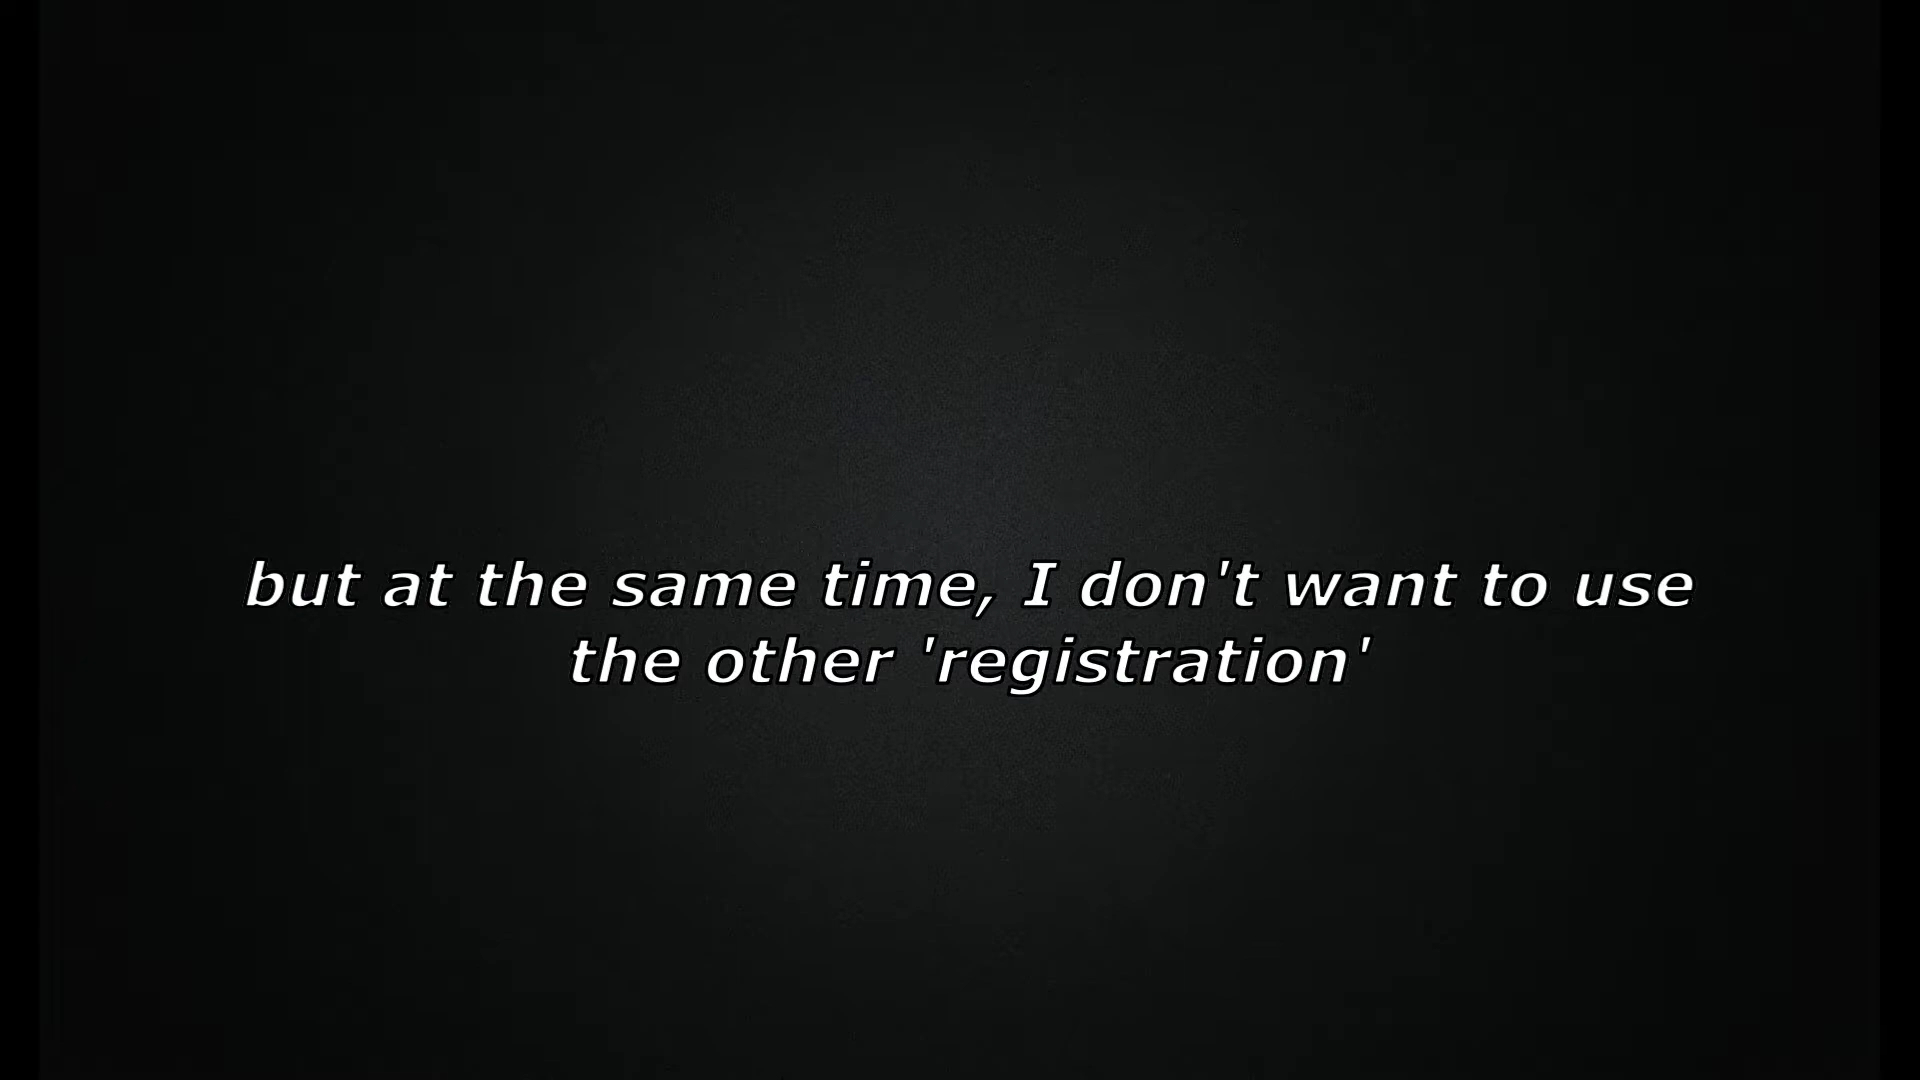 but at the same time, I don't want to use
the other 'registration'